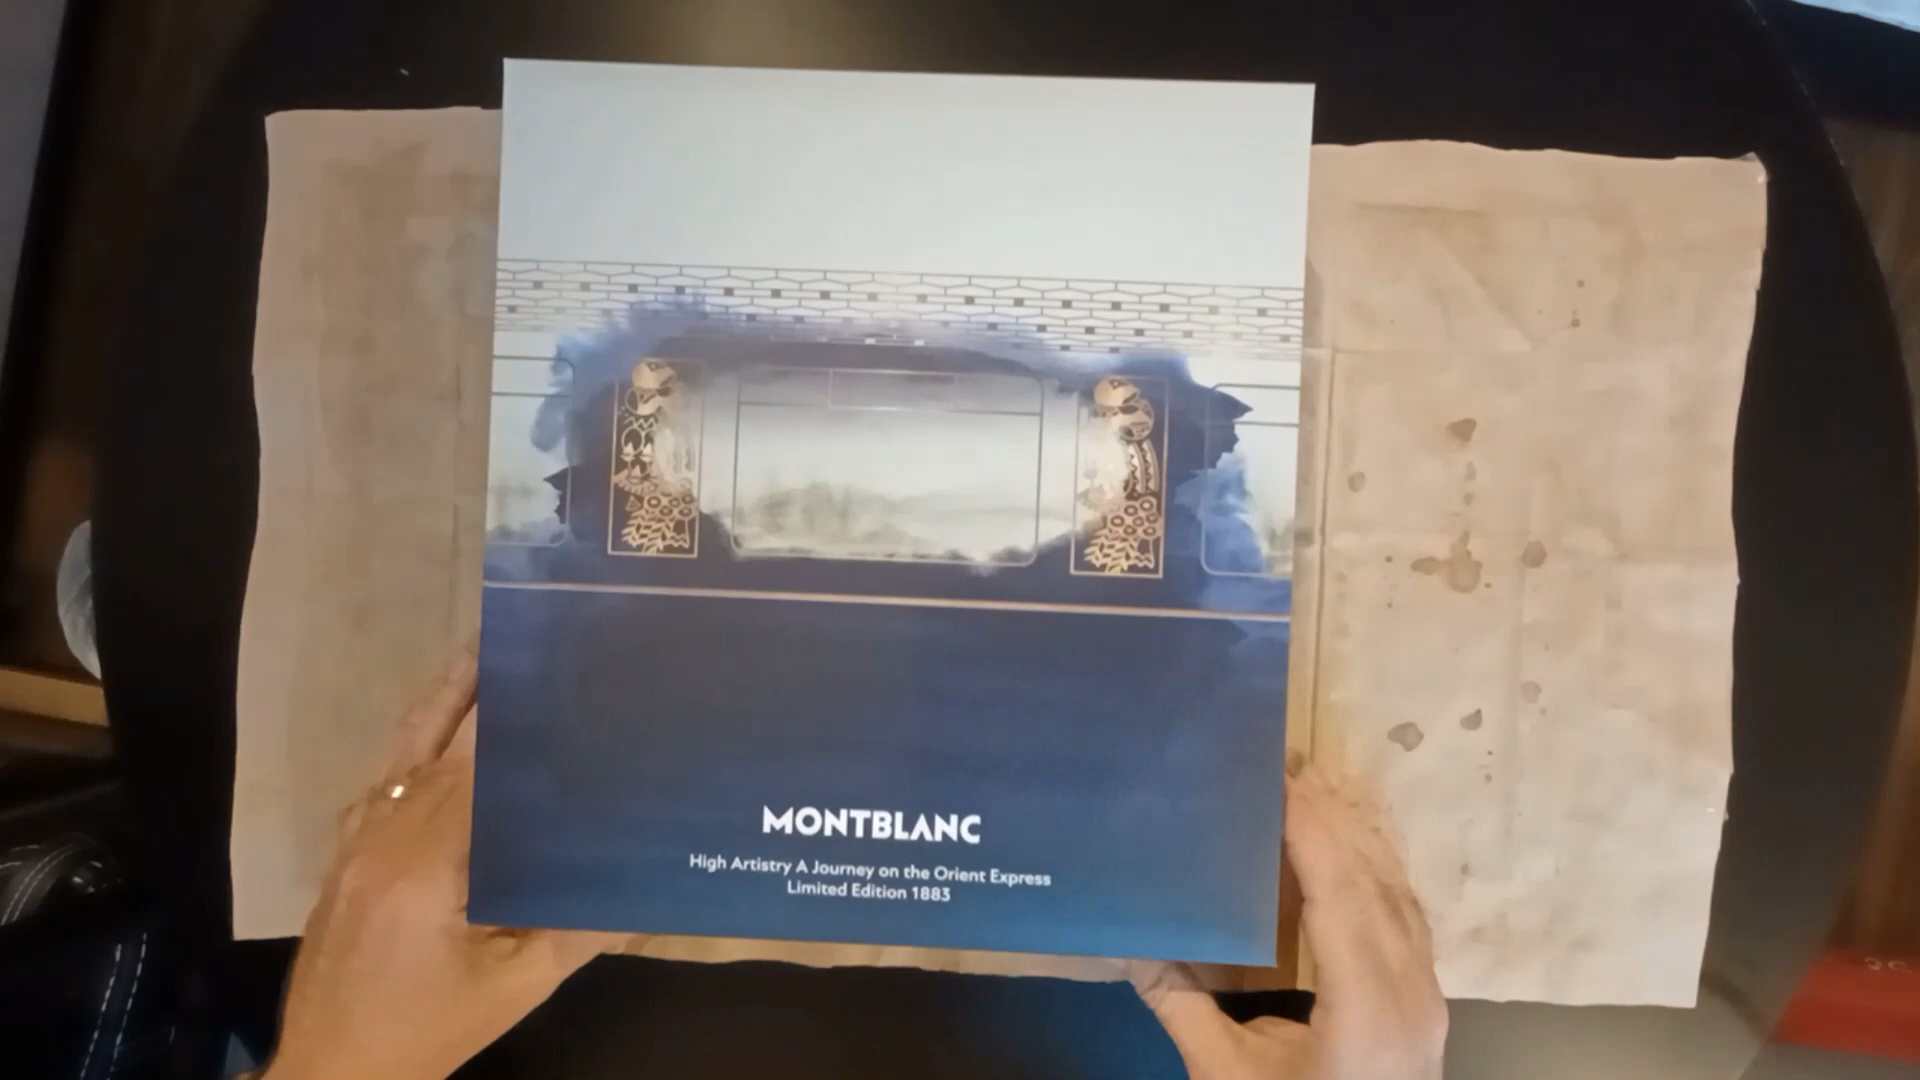 MONTBLANC
High Artistry A Journey on the Orient Express
Limited Edition 1883